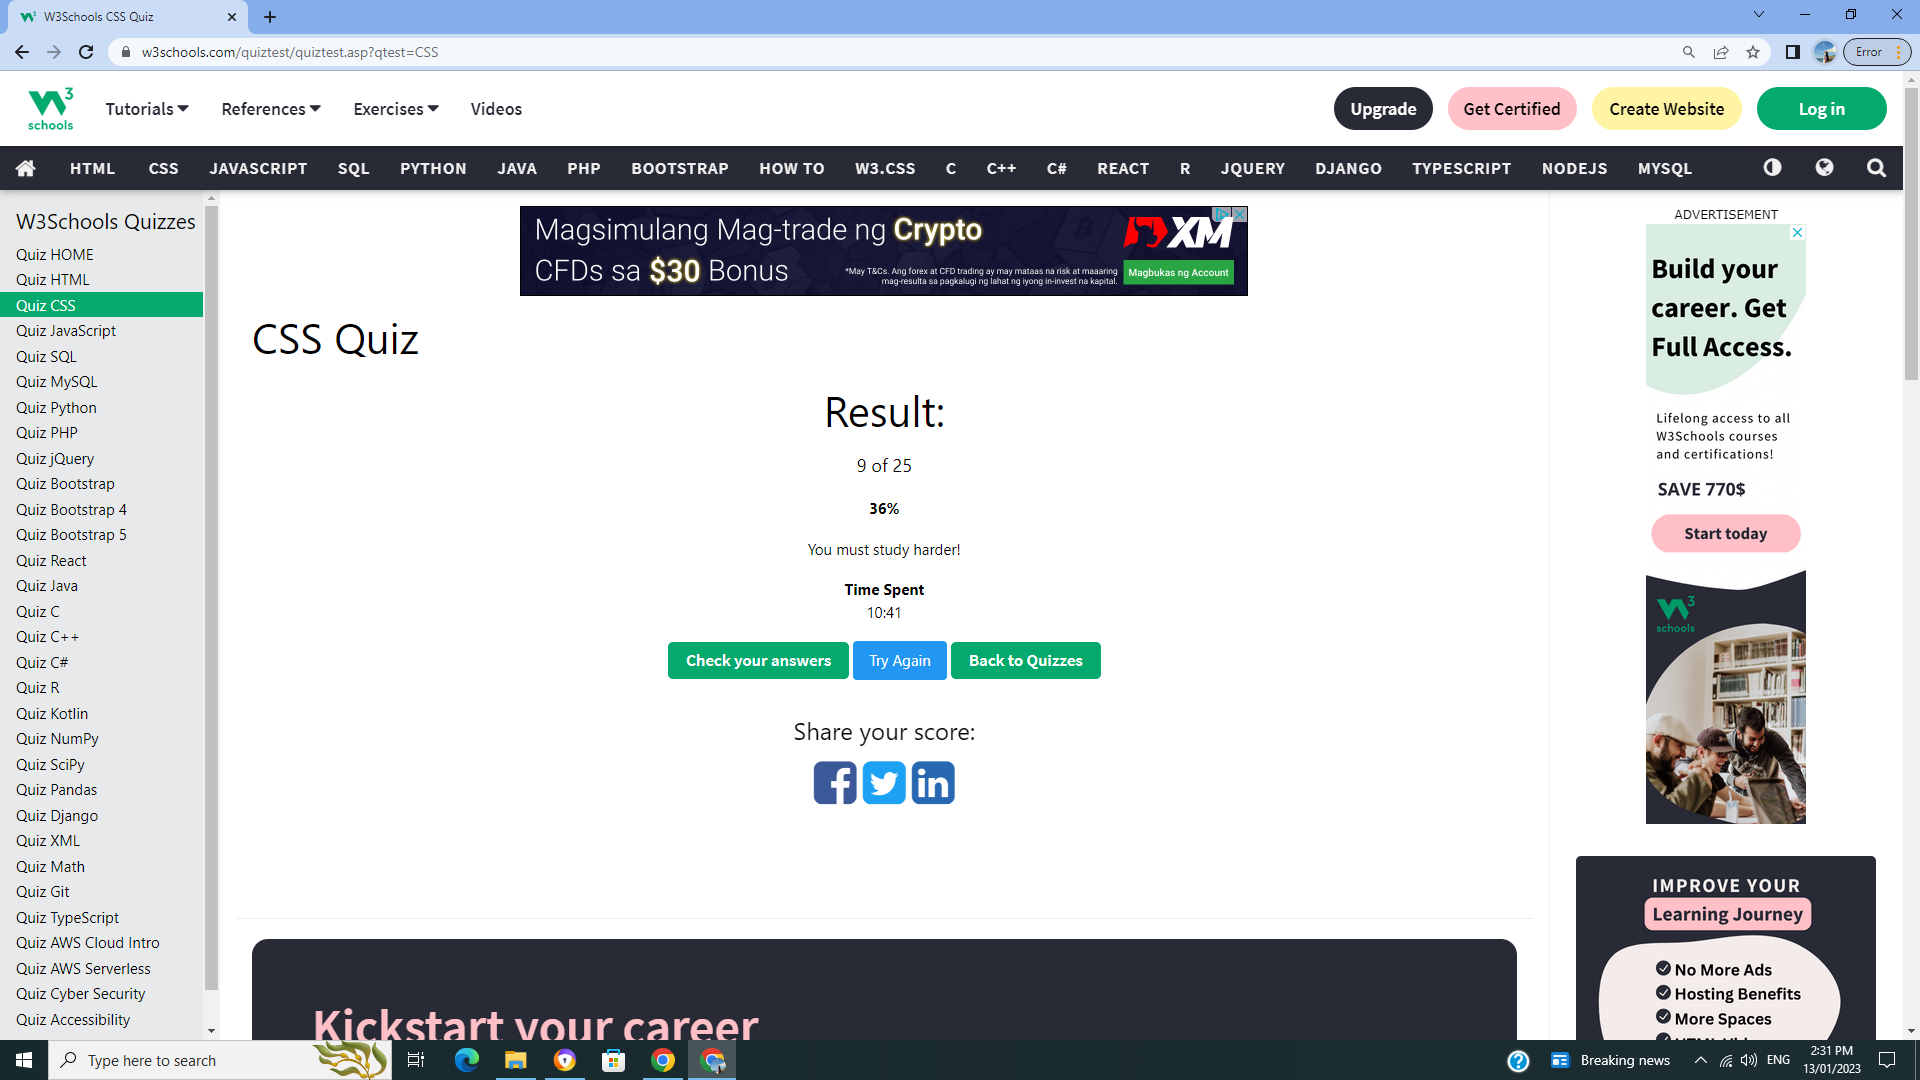 W3Schools CSS Quiz
w3schools.com/quiztest/quiztest.asp?qtest=CSS
Error
3
schools
Tutorials
References
Exercises
Videos
Upgrade
Get Certified
Create Website
Log in
HTML
CSS
JAVASCRIPT
SQL
PYTHON
JAVA
PHP
BOOTSTRAP
HOW TO
W3.CSS
C
C++
C#
REACT
R
JQUERY
DJANGO
TYPESCRIPT
NODEJS
MYSQL
W3Schools Quizzes
Quiz HOME
Quiz HTML
Quiz CSS
Quiz JavaScript
Quiz SQL
Quiz MySQL
Quiz Python
Quiz PHP
Quiz jQuery
Quiz Bootstrap
Quiz Bootstrap 4
Quiz Bootstrap 5
Quiz React
Quiz Java
Quiz C
Quiz C++
Quiz C#
Quiz R
Quiz Kotlin
Quiz NumPy
Quiz SciPy
Quiz Pandas
Quiz Django
Quiz XML
Quiz Math
Quiz Git
Quiz TypeScript
Quiz AWS Cloud Intro
Quiz AWS Serverless
Quiz Cyber Security
Quiz Accessibility
Magsimulang Mag-trade ng Crypto
CFDs sa $30 Bonus
*May T&Cs. Ang forex at CFD trading ay may mataas na risk at maaaring
mag-resulta sa pagkalugi ng lahat ng iyong in-invest na kapital.
XM
Magbukas ng Account
CSS Quiz
Result:
9 of 25
36%
You must study harder!
Time Spent
10:41
Check your answers
Try Again
Back to Quizzes
Share your score:
Kickstart your career
ADVERTISEMENT
Build your
career. Get
Full Access.
Lifelong access to all
W3Schools courses
and certifications!
SAVE 770$
Start today
3
schools
IMPROVE YOUR
Learning Journey
No More Ads
Hosting Benefits
More Spaces
Type here to search
Breaking news
ENG
2:31 PM
13/01/2023